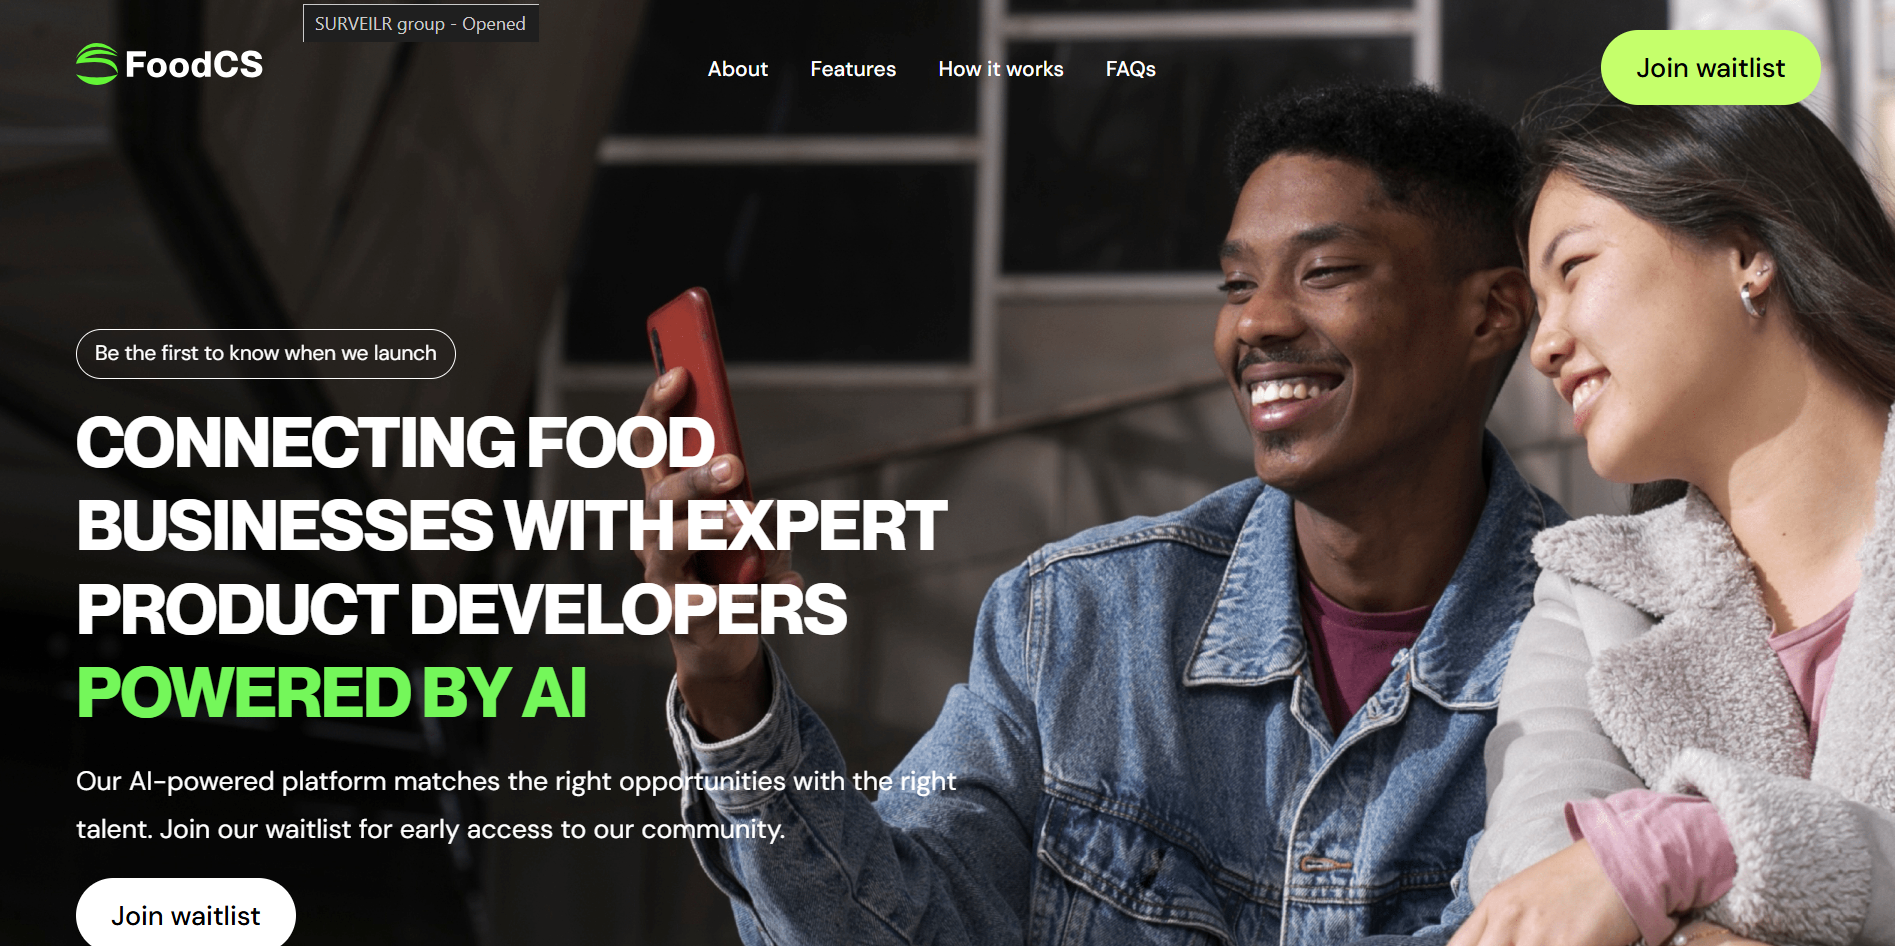 SURVEILR group - Opened
FoodCS
About
Features
How it works
FAQs
Join waitlist
Be the first to know when we launch
CONNECTING FOOD
BUSINESSES WITH EXPERT
PRODUCT DEVELOPERS
POWERED BY AI
Our AI-powered platform matches the right opportunities with the right
talent. Join our waitlist for early access to our community.
Join waitlist